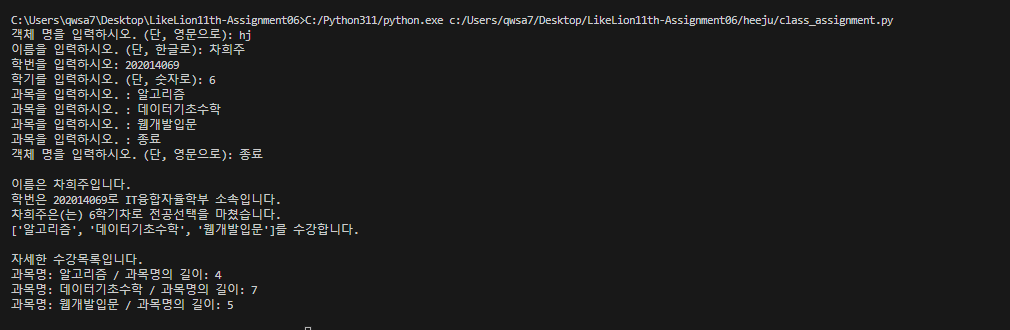 C:\Users\qwsa7\Desktop\LikeLion11th-Assignment06>C:/Python311/python.exe c:/Users/qwsa7/Desktop/LikeLion11th-Assignment06/heeju/class_assignment.py
객체 명을 입력하시오. (단, 영문으로): hj
이름을 입력하시오. (단, 한글로): 차희주
학번을 입력하시오: 202014069
학기를 입력하시오. (단, 숫자로): 6
과목을 입력하시오. : 알고리즘
과목을 입력하시오. : 데이터기초수학
과목을 입력하시오. : 웹개발입문
과목을 입력하시오. : 종료
객체 명을 입력하시오. (단, 영문으로): 종료
이름은 차희주입니다.
학번은 202014069로 IT융합자율학부 소속입니다.
차희주은(는) 6학기차로 전공선택을 마쳤습니다.
['알고리즘', '데이터기초수학', '웹개발입문']를 수강합니다.
자세한 수강목록입니다.
과목명: 알고리즘 / 과목명의 길이: 4
과목명: 데이터기초수학 / 과목명의 길이: 7
과목명: 웹개발입문 / 과목명의 길이: 5